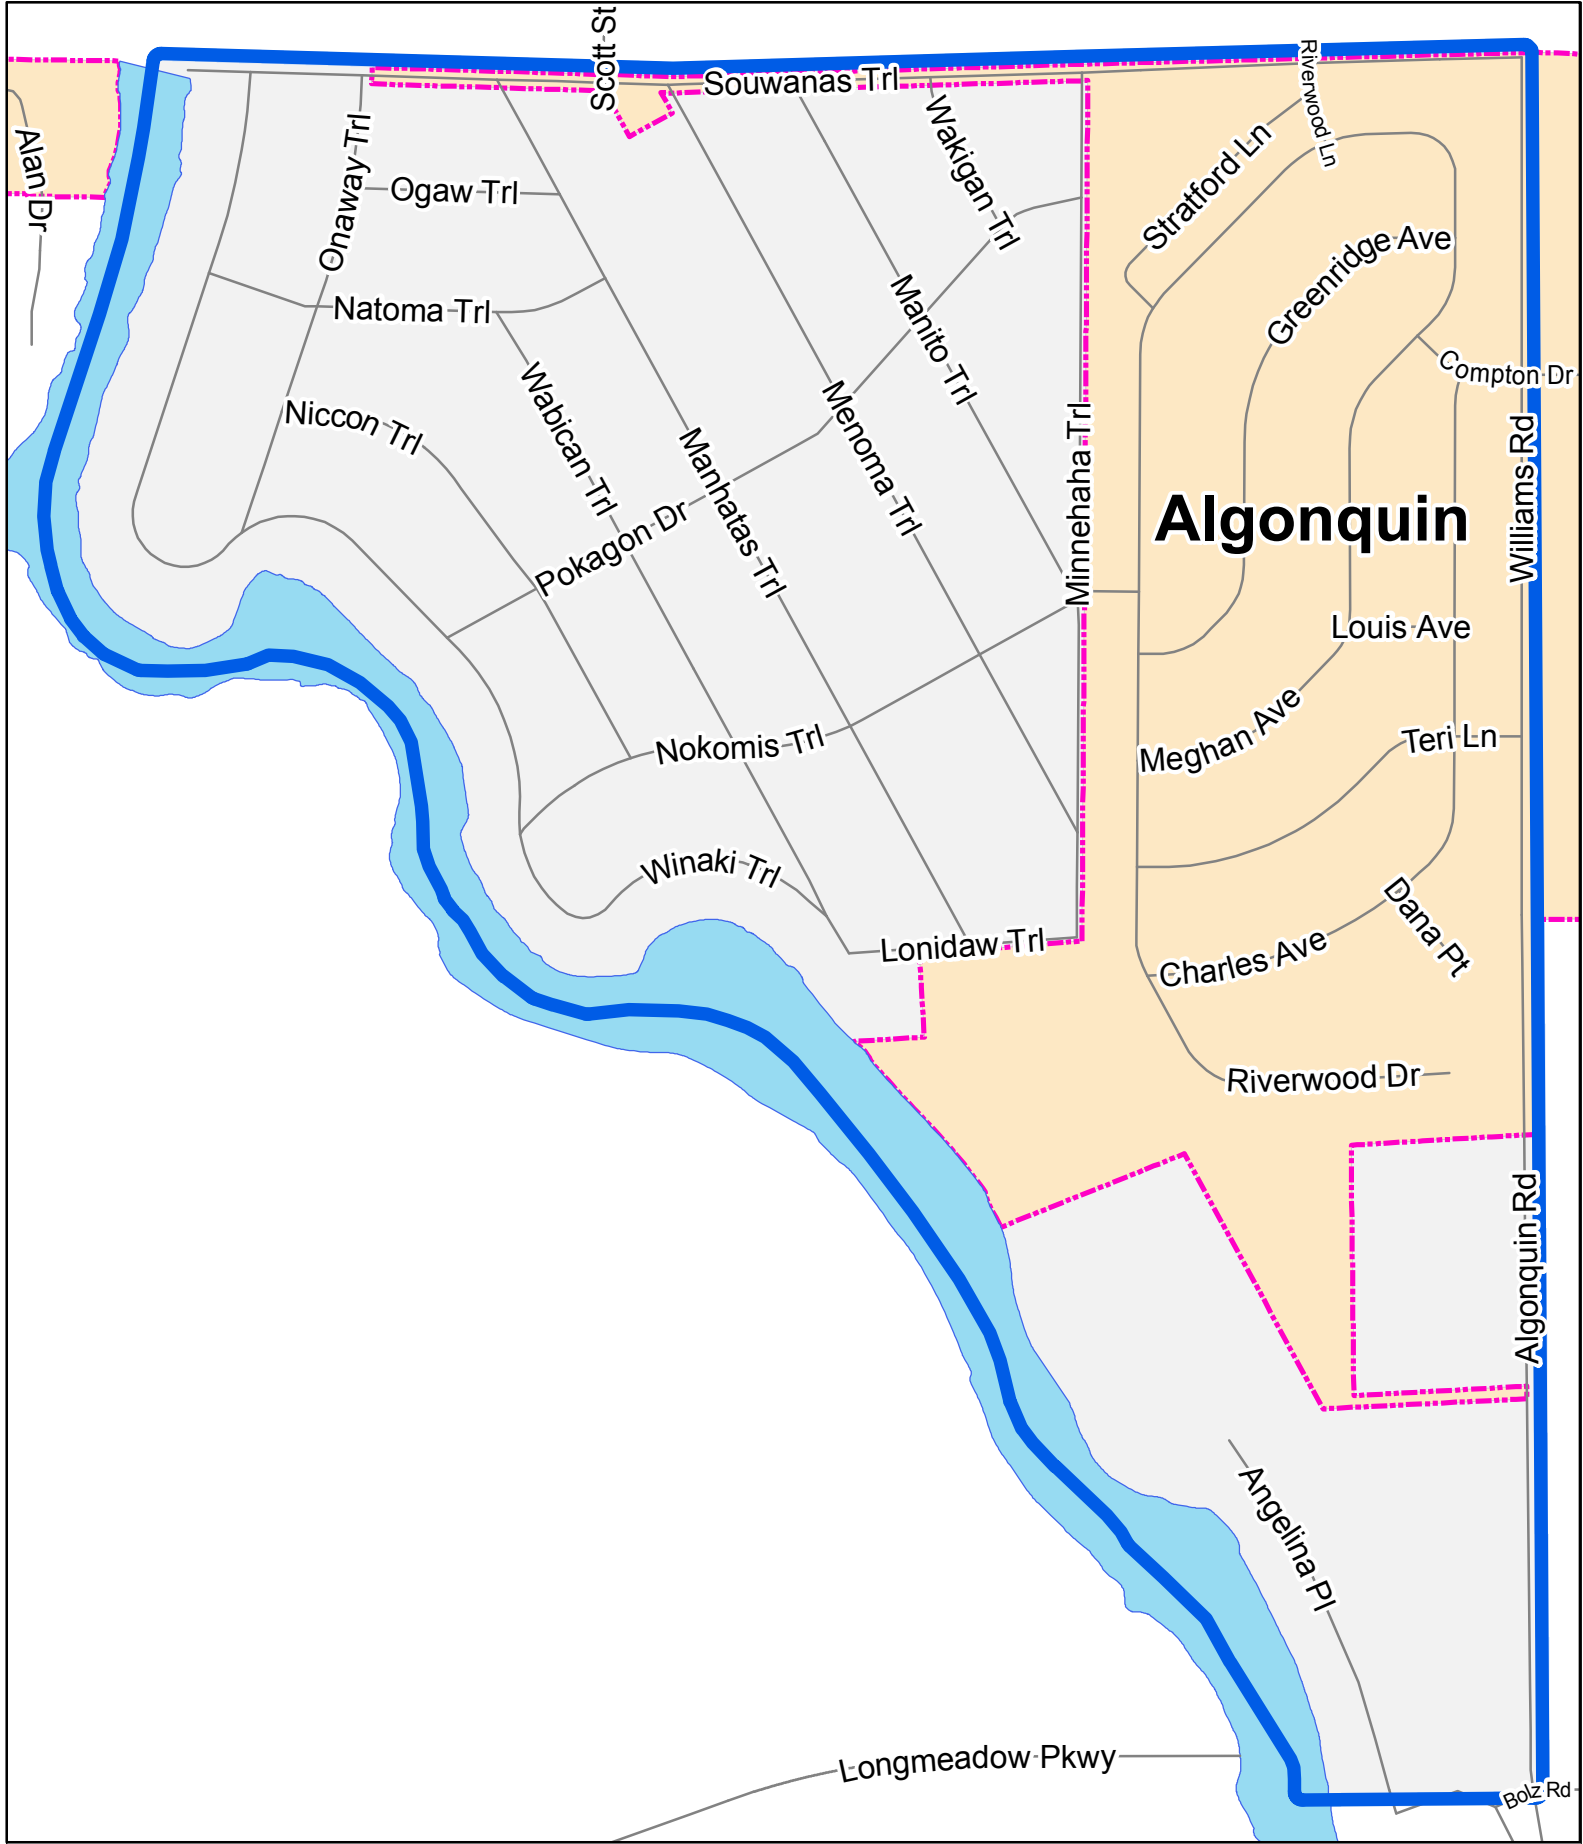 Scott St
Riverwood Ln
Souwanas Trl
Alan Dr
Onaway Trl
Ogaw Trl
Wakigan Trl
Stratford Ln
Greenridge Ave
Natoma Trl
Manito Trl
Compton Dr
Niccon Trl
Wabican Trl
Manhatas Trl
Menoma Trl
Minnehaha Trl
Williams Rd
Algonquin
Pokagon Dr
Louis Ave
Nokomis Trl
Meghan Ave
Teri Ln
Winaki Trl
Lonidaw Trl
Charles Ave
Dana Pt
Riverwood Dr
Algonquin Rd
Angelina Pl
Longmeadow Pkwy
Bolz Rd